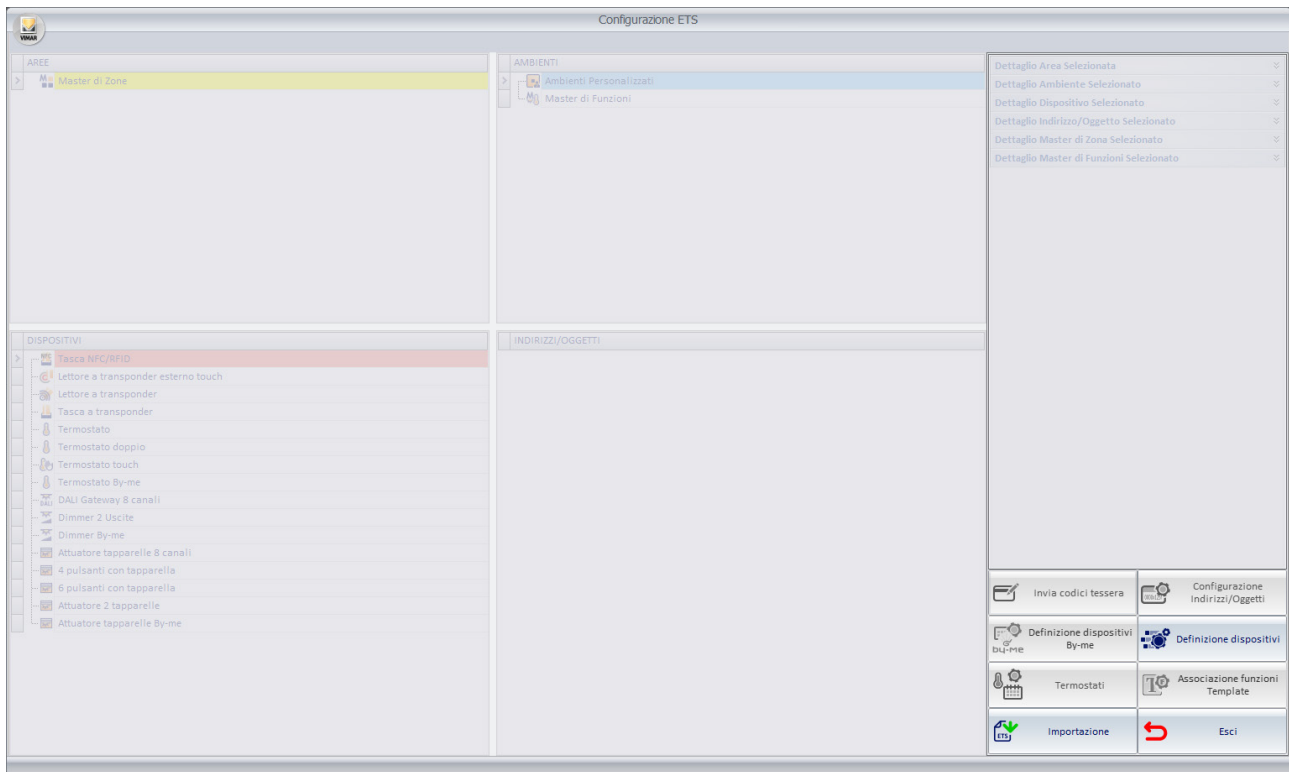 Configurazione ETS
VIMAR
AREE
Master di Zone
AMBIENTI
Ambienti Personalizzati
Master di Funzioni
Dettaglio Area Selezionata
Dettaglio Ambiente Selezionato
Dettaglio Dispositivo Selezionato
Dettaglio Indirizzo/Oggetto Selezionato
Dettaglio Master di Zona Selezionato
Dettaglio Master di Funzioni Selezionato
DISPOSITIVI
Tasca NFC/RFID
Lettore a transponder esterno touch
Lettore a transponder
Tasca a transponder
Termostato
Termostato doppio
Termostato touch
Termostato By-me
DALI Gateway 8 canali
Dimmer 2 Uscite
Dimmer By-me
Attuatore tapparelle 8 canali
4 pulsanti con tapparella
6 pulsanti con tapparella
Attuatore 2 tapparelle
Attuatore tapparelle By-me
INDIRIZZI/OGGETTI
Invia codici tessera
Configurazione
Indirizzi/Oggetti
by-me
Definizione dispositivi
By-me
Definizione dispositivi
Termostati
Associazione funzioni
Template
ETS
Importazione
Esci